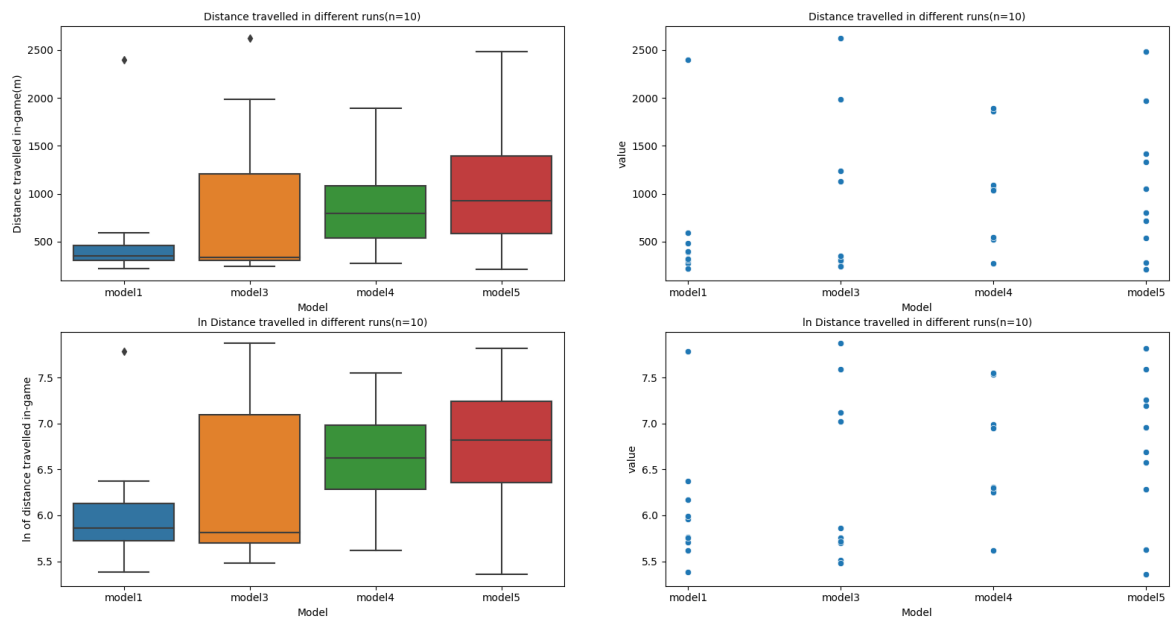 Distance travelled in different runs(n=10)
Distance travelled in-game(m)
2500
2000
1500
1000
500
model1
model3
model4
model5
Model
Distance travelled in different runs(n=10)
value
2500
2000
1500
1000
500
model1
model3
model4
model5
Model
ln Distance travelled in different runs(n=10)
ln of distance travelled in-game
7.5
7.0
6.5
6.0
5.5
model1
model3
model4
model5
Model
ln Distance travelled in different runs(n=10)
value
7.5
7.0
6.5
6.0
5.5
model1
model3
model4
model5
Model